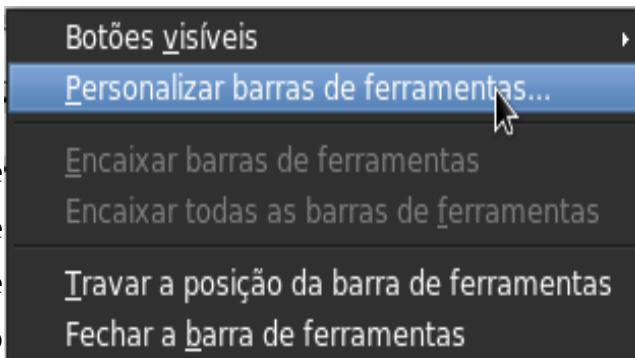 Botões visíveis
Personalizar barras de ferramentas...
Encaixar barras de ferramentas
Encaixar todas as barras de ferramentas
Travar a posição da barra de ferramentas
Fechar a barra de ferramentas